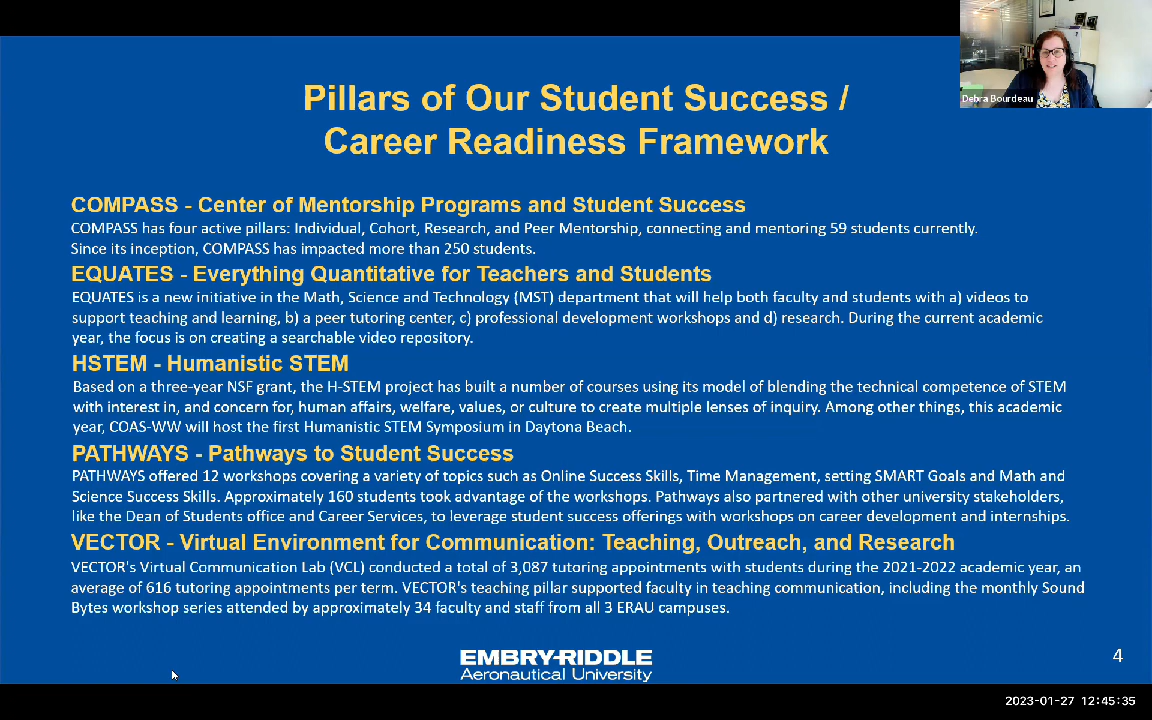 Debra Bourdeau
Pillars of Our Student Success /
Career Readiness Framework
COMPASS - Center of Mentorship Programs and Student Success
COMPASS has four active pillars: Individual, Cohort, Research, and Peer Mentorship, connecting and mentoring 59 students currently.
Since its inception, COMPASS has impacted more than 250 students.
EQUATES - Everything Quantitative for Teachers and Students
EQUATES is a new initiative in the Math, Science and Technology (MST) department that will help both faculty and students with a) videos to
support teaching and learning, b) a peer tutoring center, c) professional development workshops and d) research. During the current academic
year, the focus is on creating a searchable video repository.
HSTEM - Humanistic STEM
Based on a three-year NSF grant, the H-STEM project has built a number of courses using its model of blending the technical competence of STEM
with interest in, and concern for, human affairs, welfare, values, or culture to create multiple lenses of inquiry. Among other things, this academic
year, COAS-WW will host the first Humanistic STEM Symposium in Daytona Beach.
PATHWAYS - Pathways to Student Success
PATHWAYS offered 12 workshops covering a variety of topics such as Online Success Skills, Time Management, setting SMART Goals and Math and
Science Success Skills. Approximately 160 students took advantage of the workshops. Pathways also partnered with other university stakeholders,
like the Dean of Students office and Career Services, to leverage student success offerings with workshops on career development and internships.
VECTOR - Virtual Environment for Communication: Teaching, Outreach, and Research
VECTOR's Virtual Communication Lab (VCL) conducted a total of 3,087 tutoring appointments with students during the 2021-2022 academic year, an
average of 616 tutoring appointments per term. VECTOR's teaching pillar supported faculty in teaching communication, including the monthly Sound
Bytes workshop series attended by approximately 34 faculty and staff from all 3 ERAU campuses.
EMBRY-RIDDLE
Aeronautical University
4
2023-01-27 12:45:35